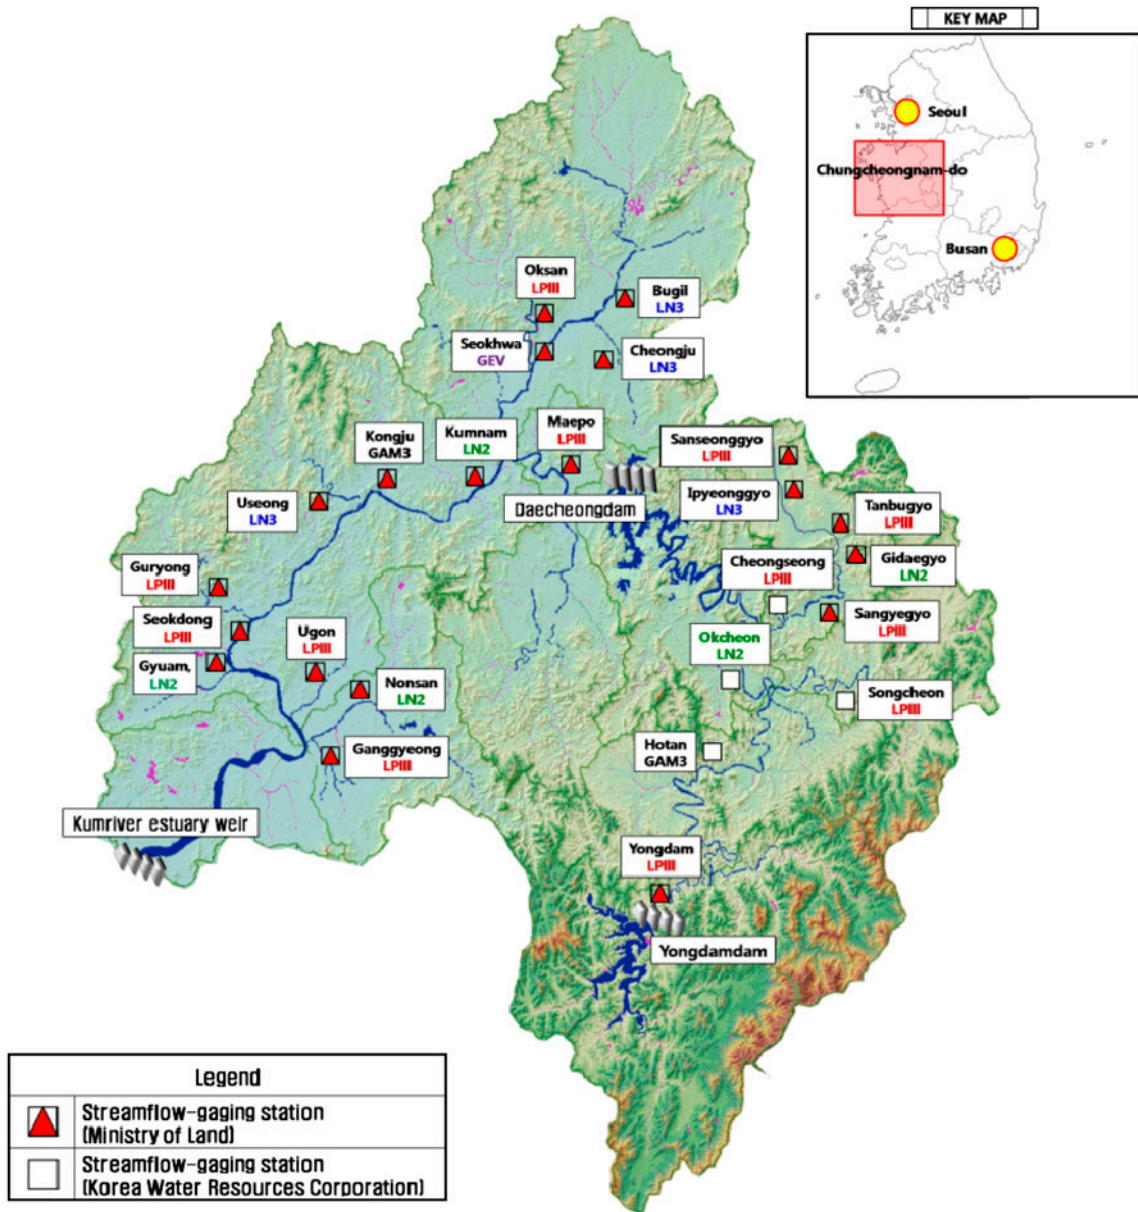 KEY MAP
Seoul
Chungcheongnam-do
Busan
Oksan
LPIII
Bugil
LN3
Seokhwa
GEV
Cheongju
LN3
Maepo
LPIII
Kumnam
LN2
Kongju
GAM3
Sanseonggyo
LPIII
Useong
LN3
Daecheongdam
Ipyeonggyo
LN3
Tanbugyo
LPIII
Guryong
LPIII
Cheongseong
LPIII
Gidaegyo
LN2
Seokdong
LPIII
Ugon
LPIII
Sangyegyo
LPIII
Okcheon
LN2
Gyuam,
LN2
Nonsan
LN2
Songcheon
LPIII
Ganggyeong
LPIII
Hotan
GAM3
Kumriver estuary weir
Yongdam
LPIII
Yongdamdam
Legend
Streamflow-gaging station
(Ministry of Land)
Streamflow-gaging station
(Korea Water Resources Corporation)